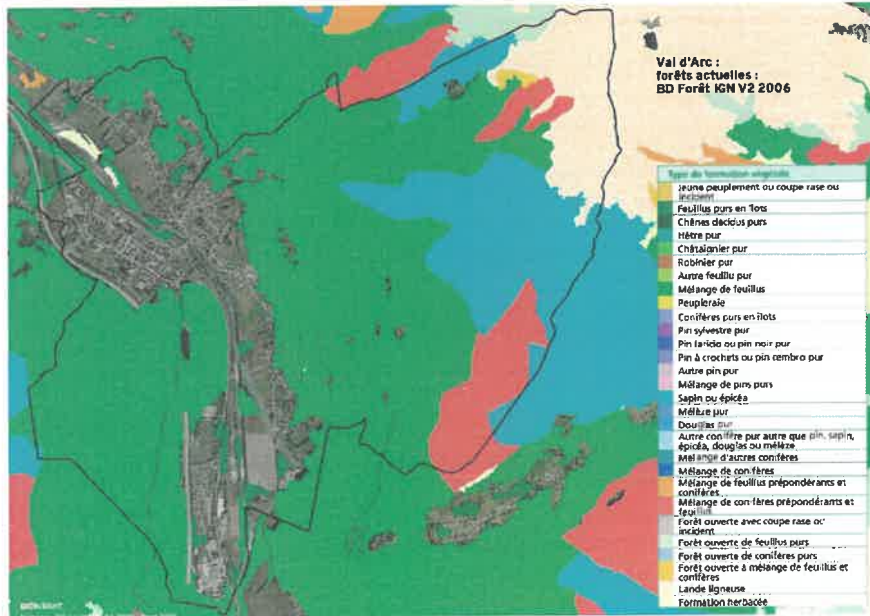 Val d'Arc :
forêts actuelles :
BD Forêt IGN V2 2006
Type de formation végétale
Jeune peuplement ou coupe rase ou
incident
Feuillus purs en îlots
Chênes décidus purs
Hêtre pur
Châtaignier pur
Robinier pur
Autre feuillu pur
Mélange de feuillus
Peupleraie
Conifères purs en îlots
Pin sylvestre pur
Pin laricio ou pin noir pur
Pin à crochets ou pin cembro pur
Autre pin pur
Mélange de pins purs
Sapin ou épicéa
Mélèze pur
Douglas pur
Autre conifère pur autre que pin, sapin,
épicéa, douglas ou mélèze
Mélange d'autres conifères
Mélange de conifères
Mélange de feuillus prépondérants et
conifères
Mélange de conifères prépondérants et
feuillus
Forêt ouverte avec coupe rase ou
incident
Forêt ouverte de feuillus purs
Forêt ouverte de conifères purs
Forêt ouverte à mélange de feuillus et
conifères
Lande ligneuse
Formation herbacée